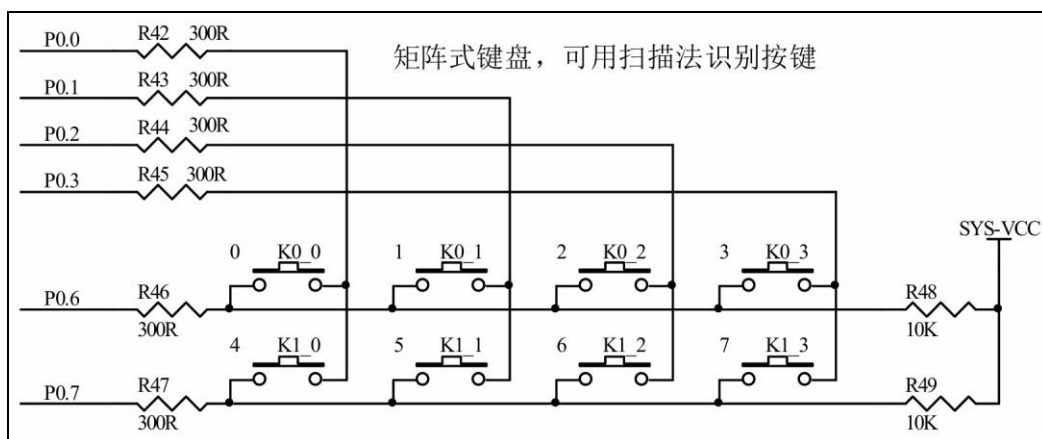 P0.0 R42 300R
矩阵式键盘，可用扫描法识别按键
P0.1 R43 300R
P0.2 R44 300R
P0.3 R45 300R
SYS-VCC
0 K0_0 1 K0_1 2 K0_2 3 K0_3
P0.6 R46 R48
300R 10K
4 K1_0 5 K1_1 6 K1_2 7 K1_3
P0.7 R47 R49
300R 10K